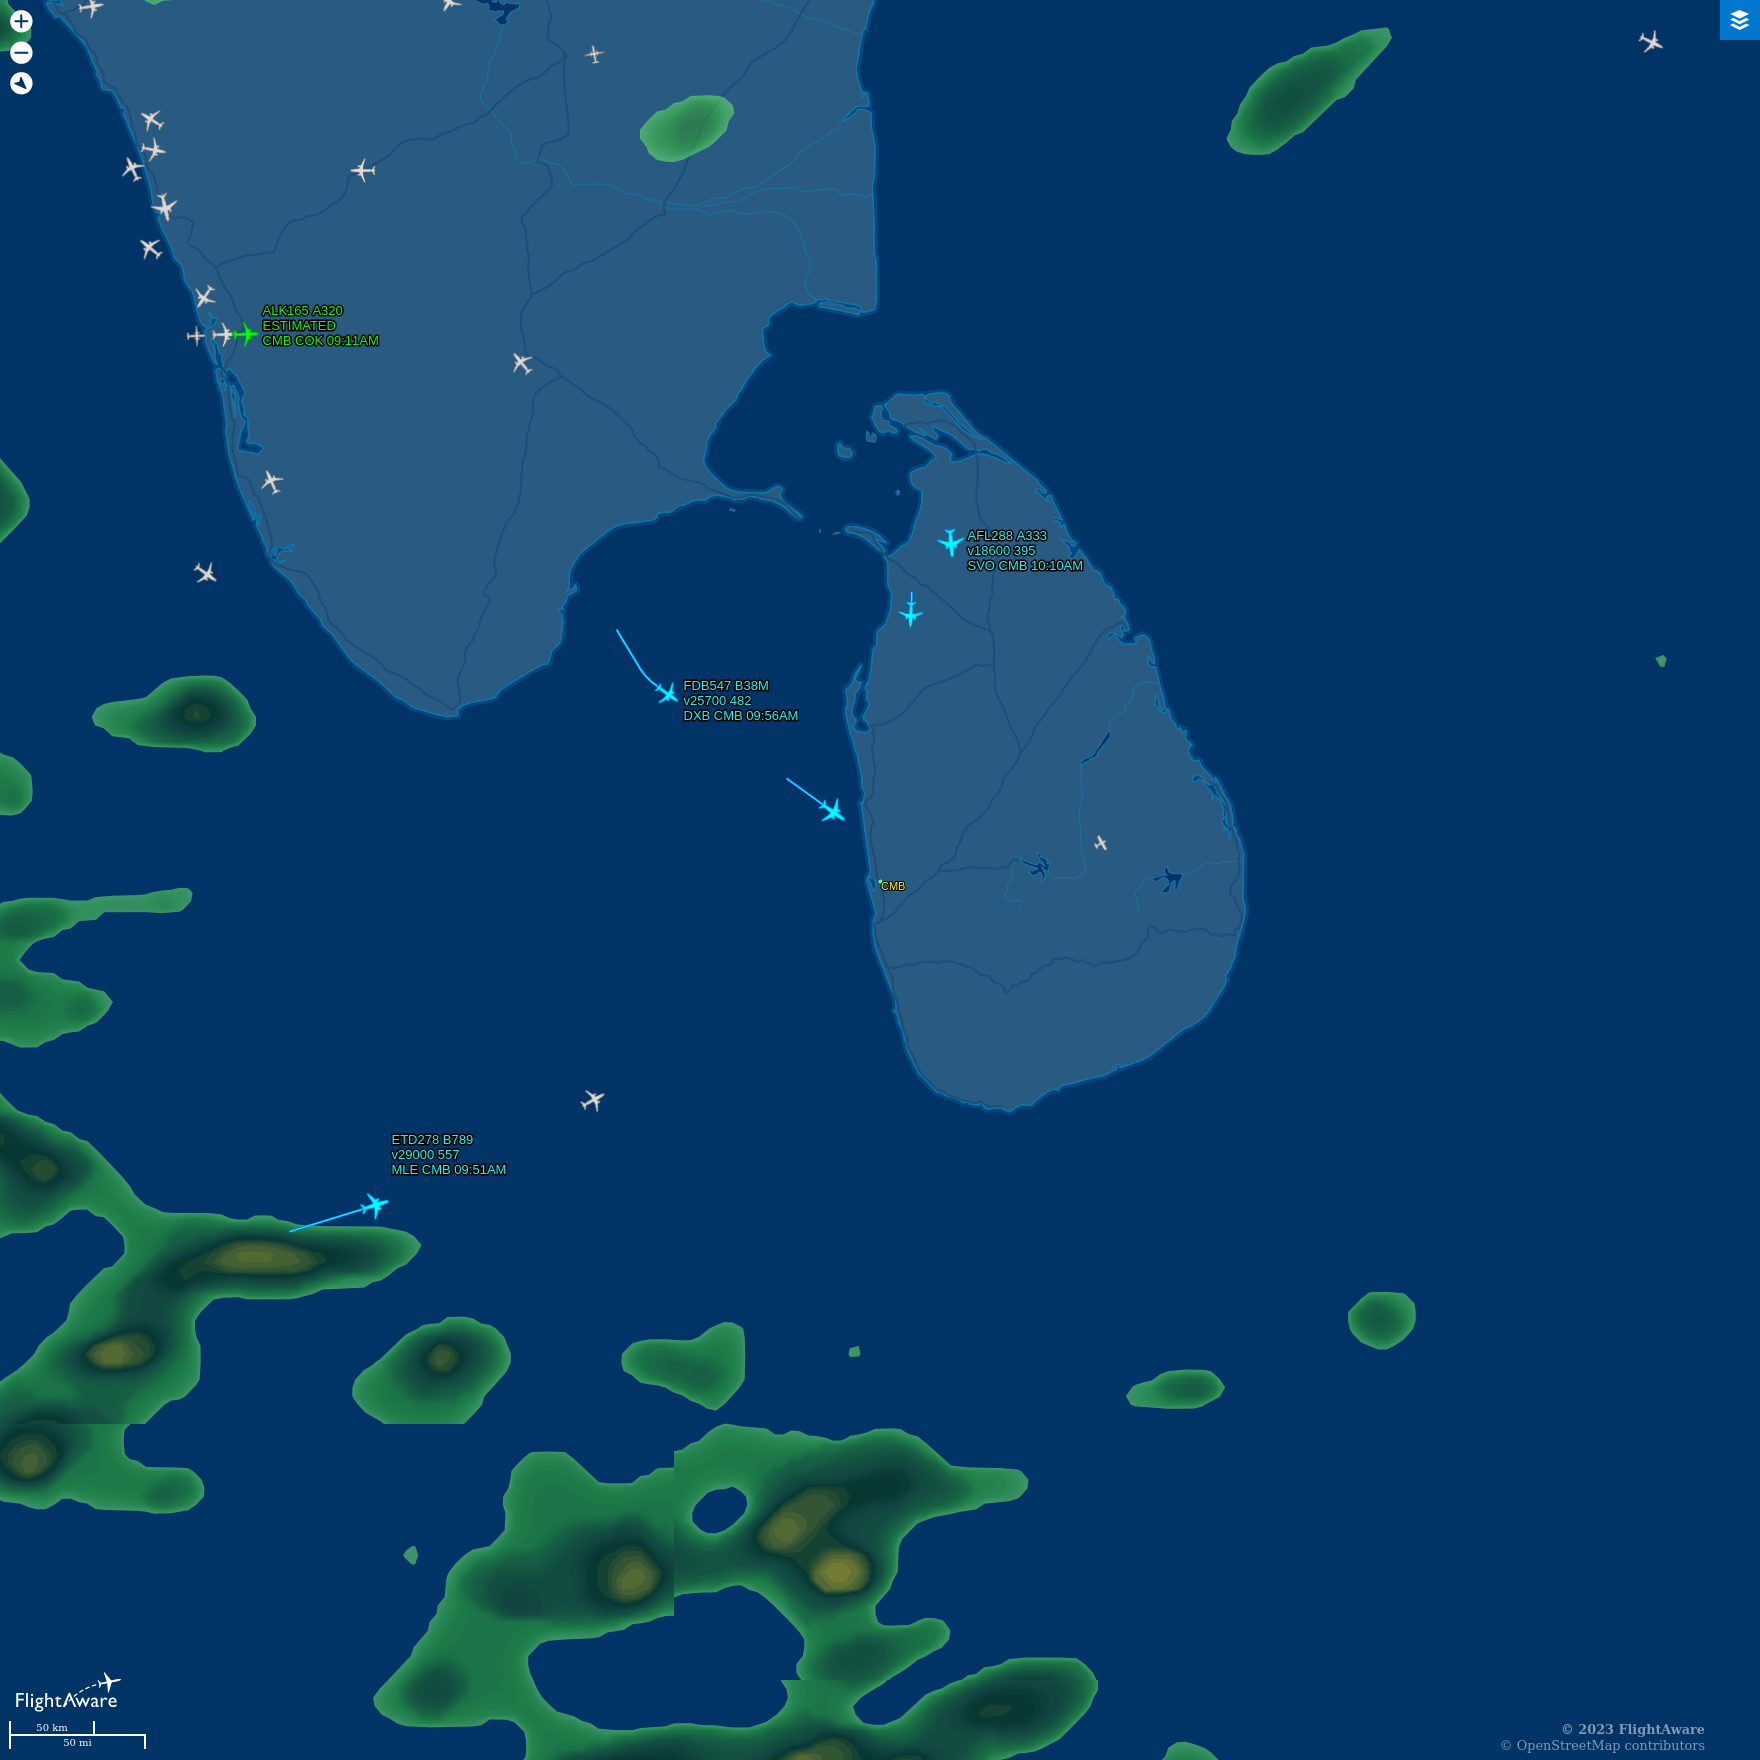 ALK165 A320
ESTIMATED
CMB COK 09:11AM
AFL288 A333
v18600 395
SVO CMB 10:10AM
FDB547 B38M
v25700 482
DXB CMB 09:56AM
CMB
ETD278 B789
v29000 557
MLE CMB 09:51AM
FlightAware
50 km
50 mi
© 2023 FlightAware
© OpenStreetMap contributors